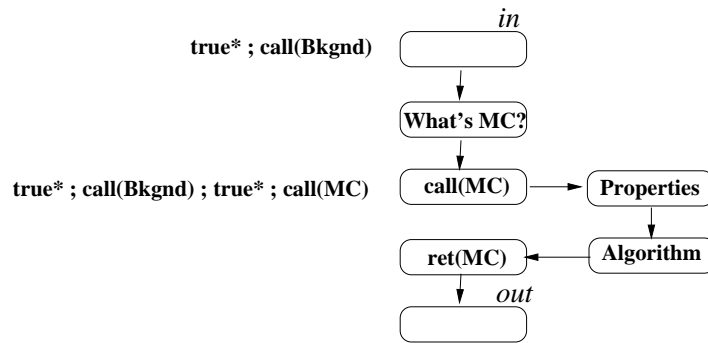 in
true* ; call(Bkgnd)
What's MC?
true* ; call(Bkgnd) ; true* ; call(MC)
call(MC)
Properties
ret(MC)
Algorithm
out